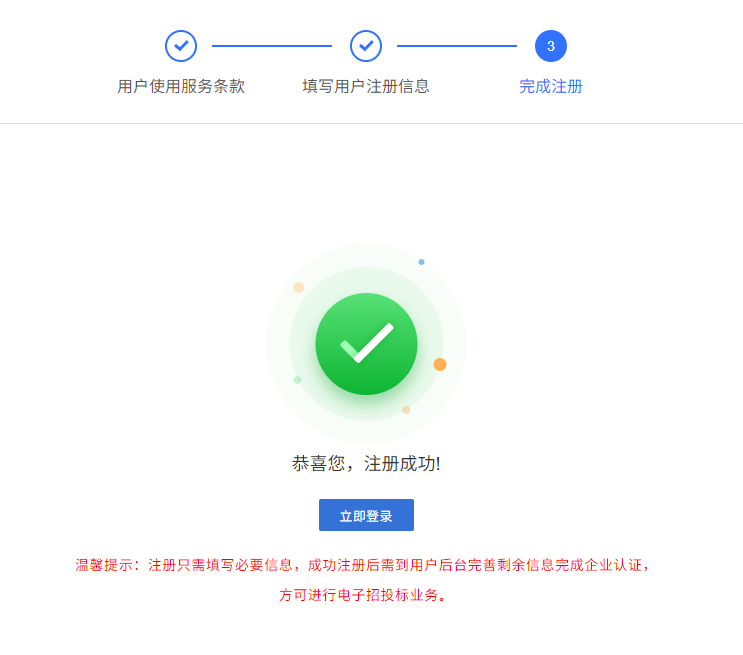 3
用户使用服务条款
填写用户注册信息
完成注册
恭喜您，注册成功!
立即登录
温馨提示：注册只需填写必要信息，成功注册后需到用户后台完善剩余信息完成企业认证，
方可进行电子招投标业务。